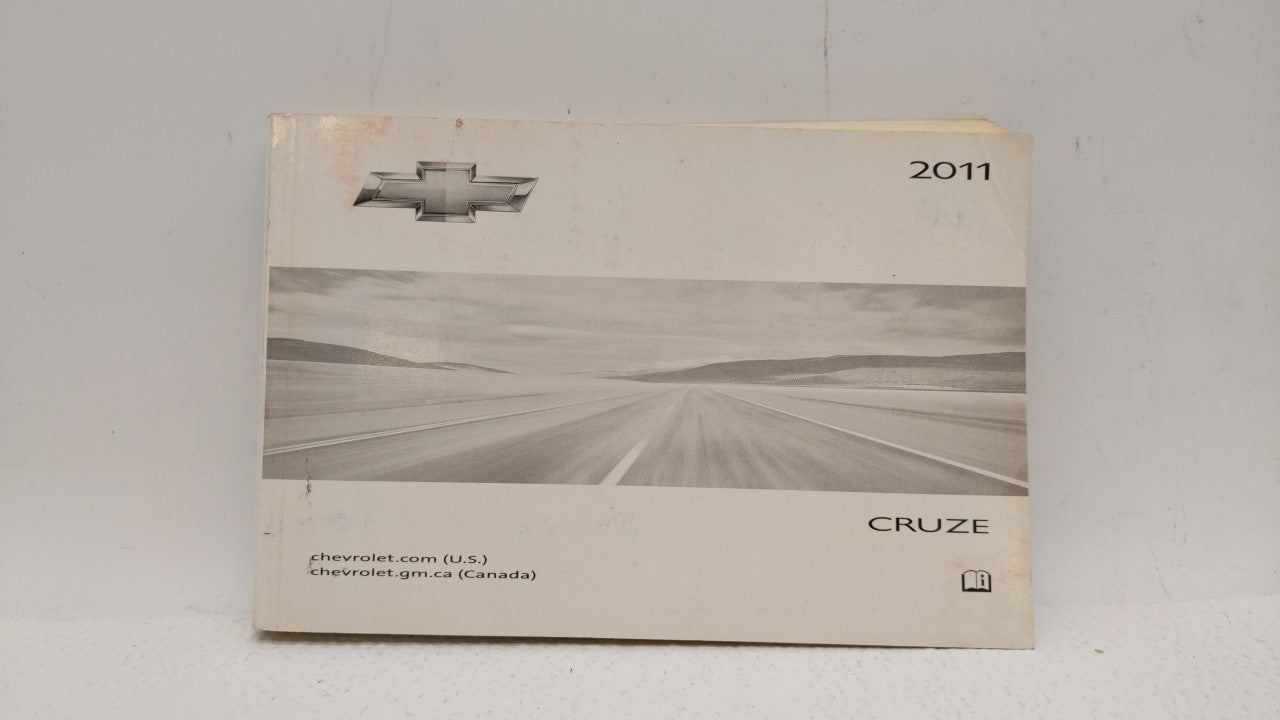 2011
CRUZE
chevrolet.com (U.S.)
chevrolet.gm.ca (Canada)
i